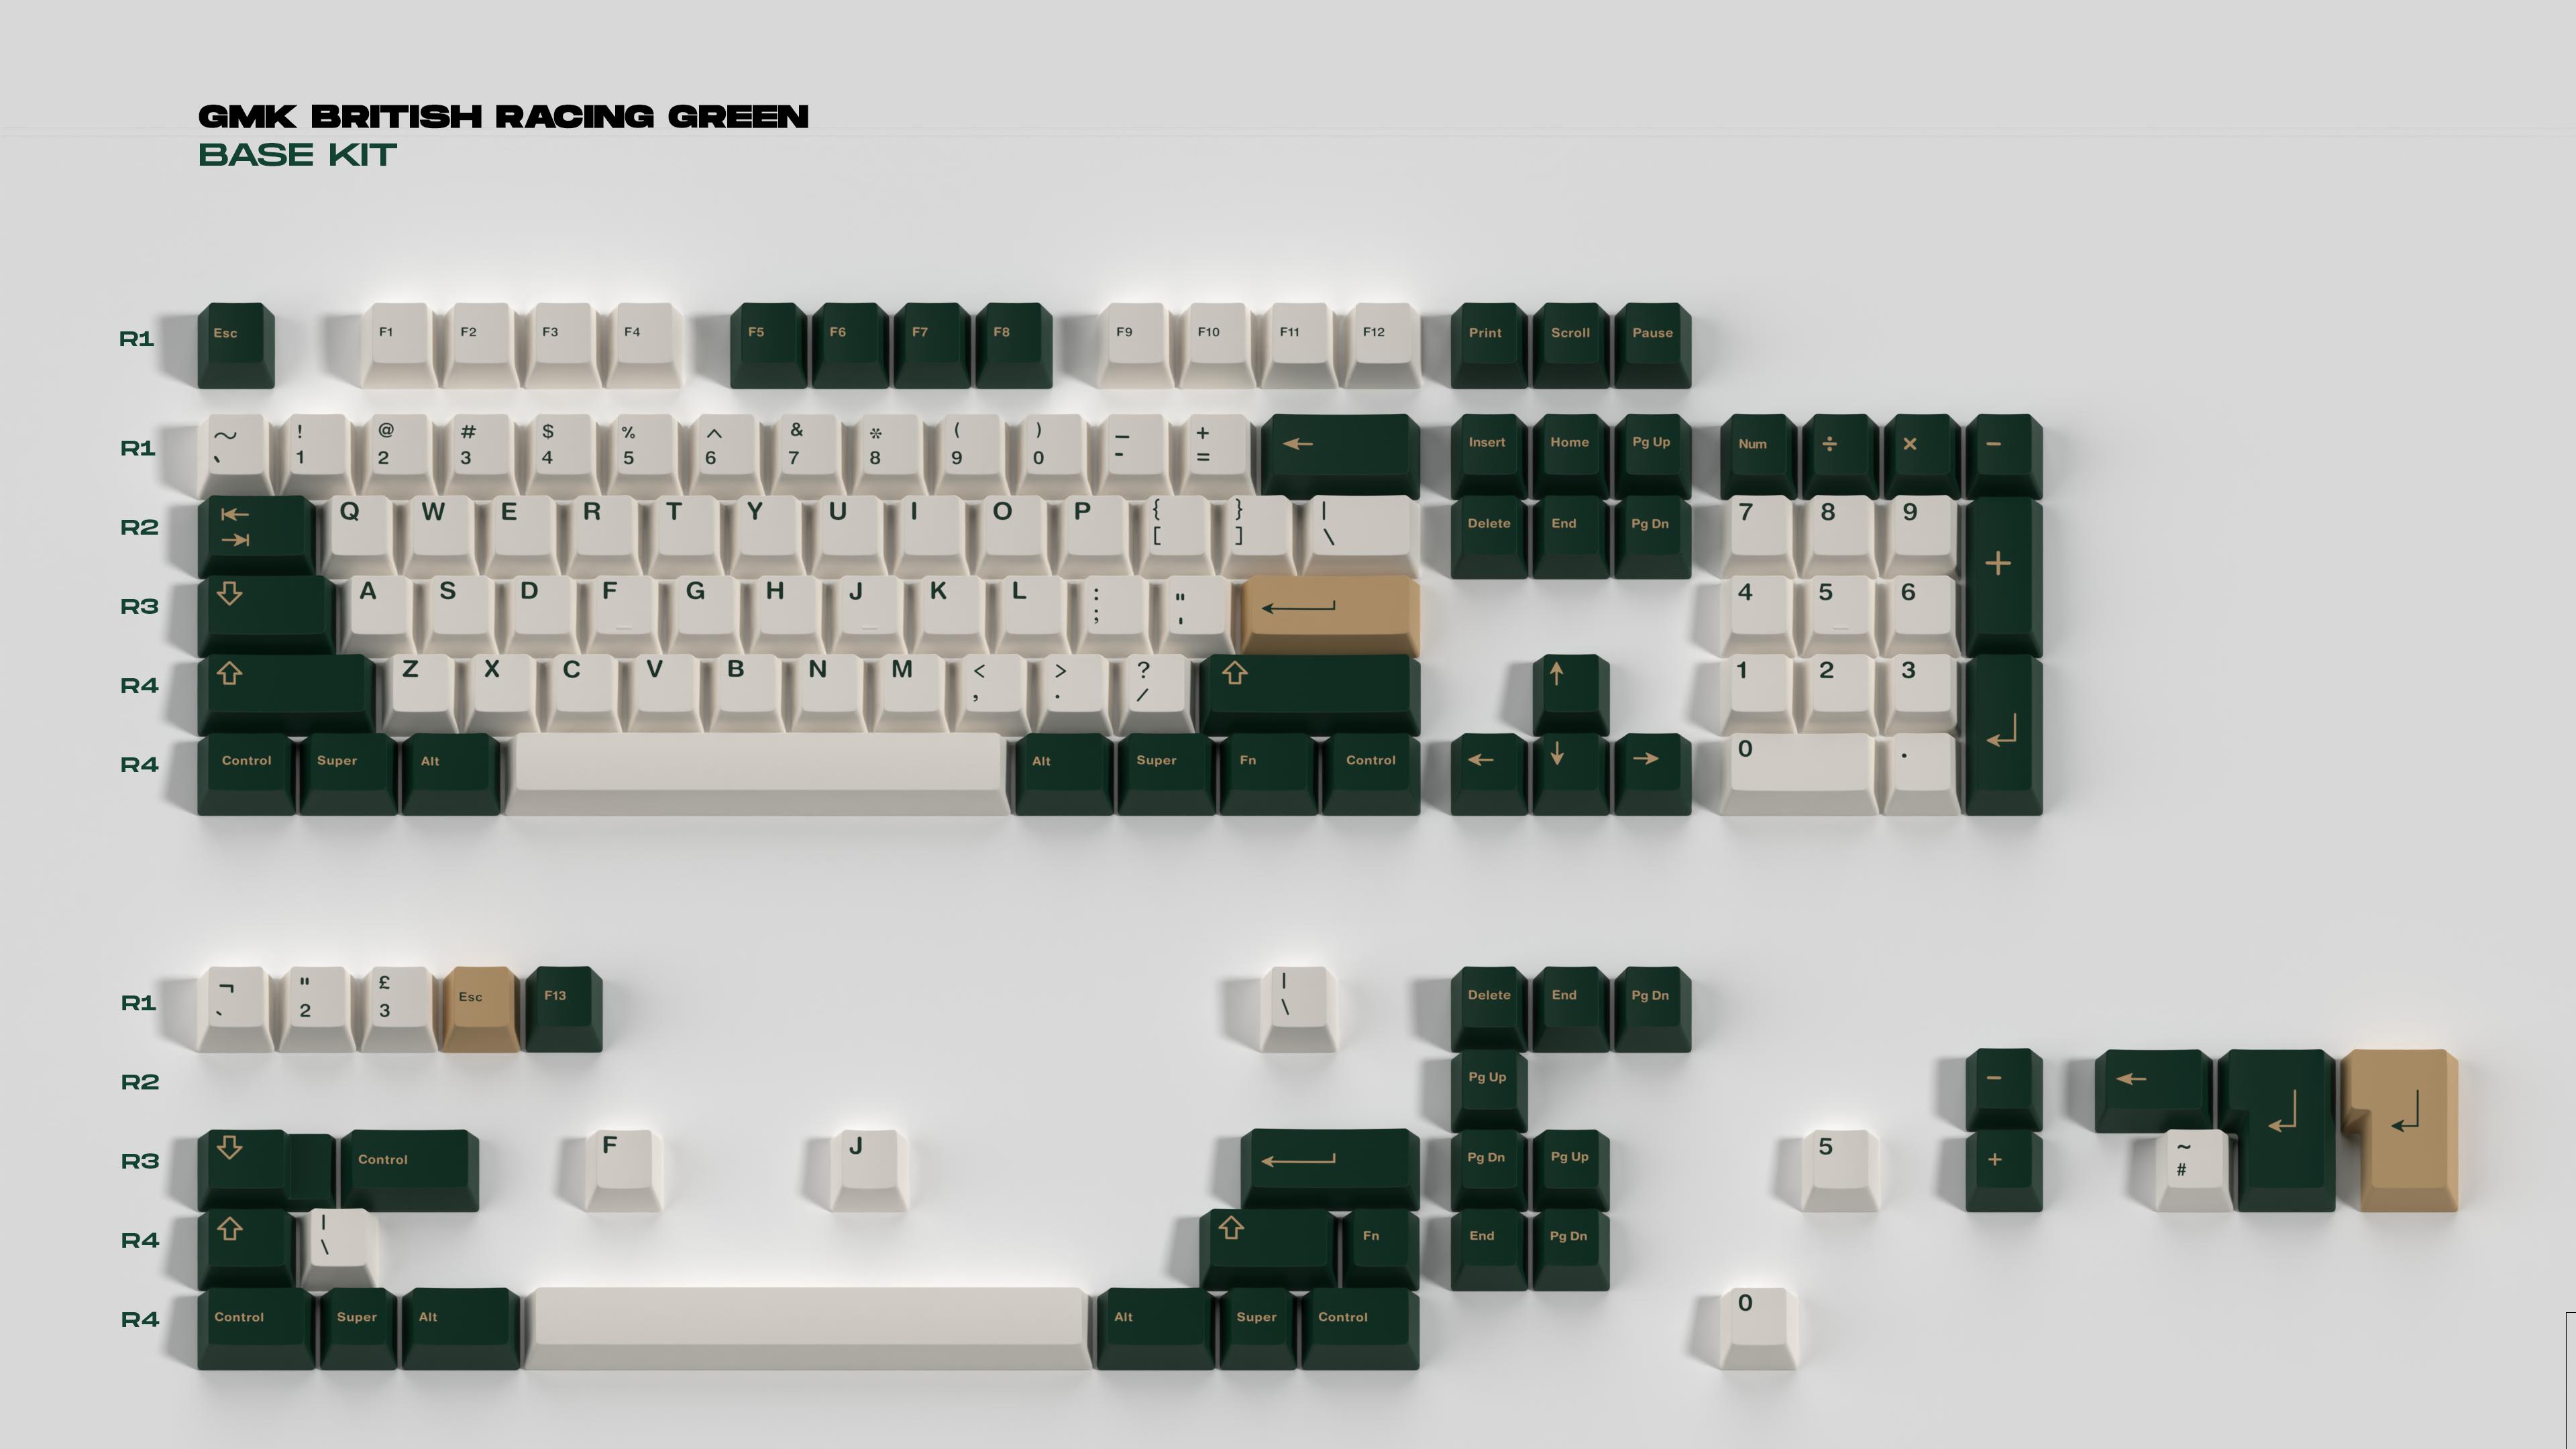 GMK BRITISH RACING GREEN
BASE KIT
R1 Esc F1 F2 F3 F4 F5 F6 F7 F8 F9 F10 F11 F12 Print Scroll Pause
~ ! @ # $ % ^ & * ( ) _ +
R1 ` 1 2 3 4 5 6 7 8 9 0 - = ← Insert Home Pg Up Num ÷ × −
R2 ⇤ Q W E R T Y U I O P { } | 7 8 9
⇥ [ ] \ Delete End Pg Dn +
R3 ⇩ A S D F G H J K L : " ↵ 4 5 6
; '
R4 ⇧ Z X C V B N M < > ? ⇧ ↑ 1 2 3
, . / ↵
R4 Control Super Alt Alt Super Fn Control ← ↓ → 0 .
¬ " £ |
R1 ` 2 3 Esc F13 \ Delete End Pg Dn
R2 Pg Up − ← ↵ ↵
R3 ⇩ Control F J ↵ Pg Dn Pg Up 5 + ~
#
R4 ⇧ | ⇧ Fn End Pg Dn
\
R4 Control Super Alt Alt Super Control 0